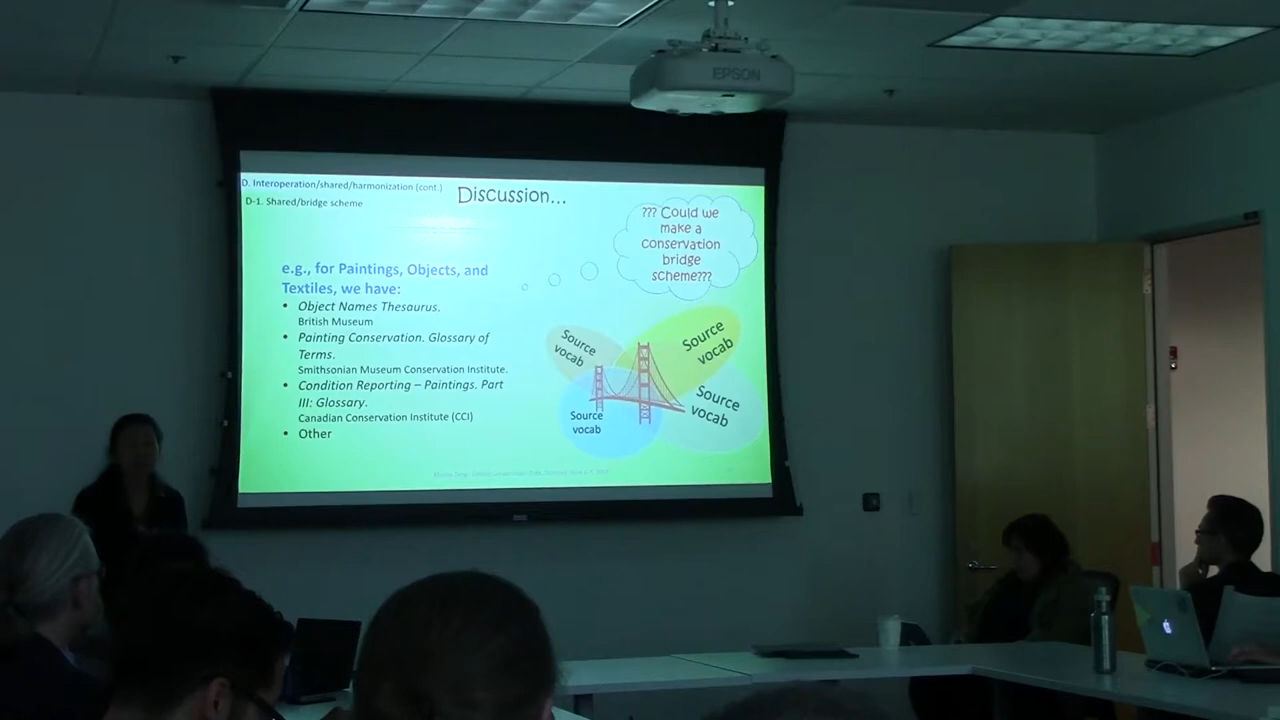 EPSON
D. Interoperation/shared/harmonization (cont.)
Discussion...
D-1. Shared/bridge scheme
??? Could we
make a
conservation
bridge
scheme???
e.g., for Paintings, Objects, and
Textiles, we have:
• Object Names Thesaurus.
British Museum
• Painting Conservation. Glossary of
Terms.
Smithsonian Museum Conservation Institute.
• Condition Reporting – Paintings. Part
III: Glossary.
Canadian Conservation Institute (CCI)
• Other
Source
vocab
Source
vocab
Source
vocab
Source
vocab